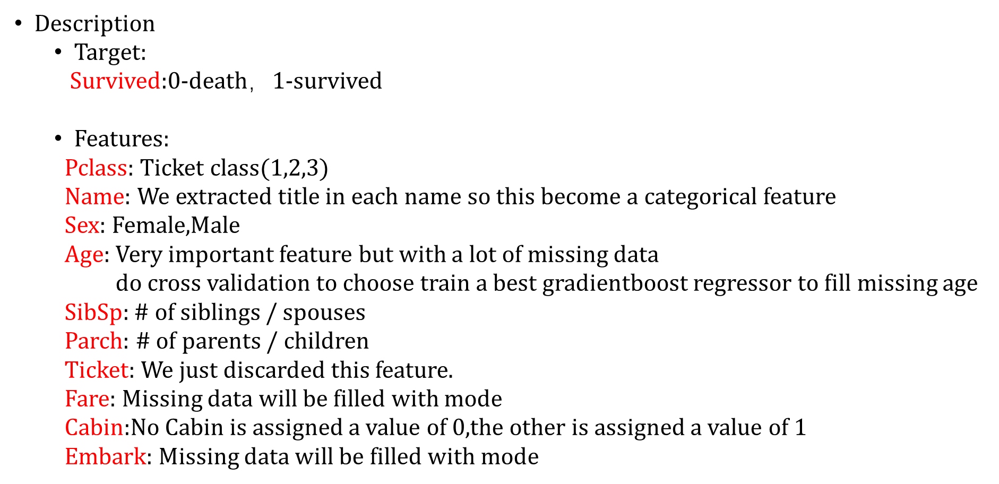 • Description
• Target:
Survived:0-death， 1-survived
• Features:
Pclass: Ticket class(1,2,3)
Name: We extracted title in each name so this become a categorical feature
Sex: Female,Male
Age: Very important feature but with a lot of missing data
do cross validation to choose train a best gradientboost regressor to fill missing age
SibSp: # of siblings / spouses
Parch: # of parents / children
Ticket: We just discarded this feature.
Fare: Missing data will be filled with mode
Cabin:No Cabin is assigned a value of 0,the other is assigned a value of 1
Embark: Missing data will be filled with mode